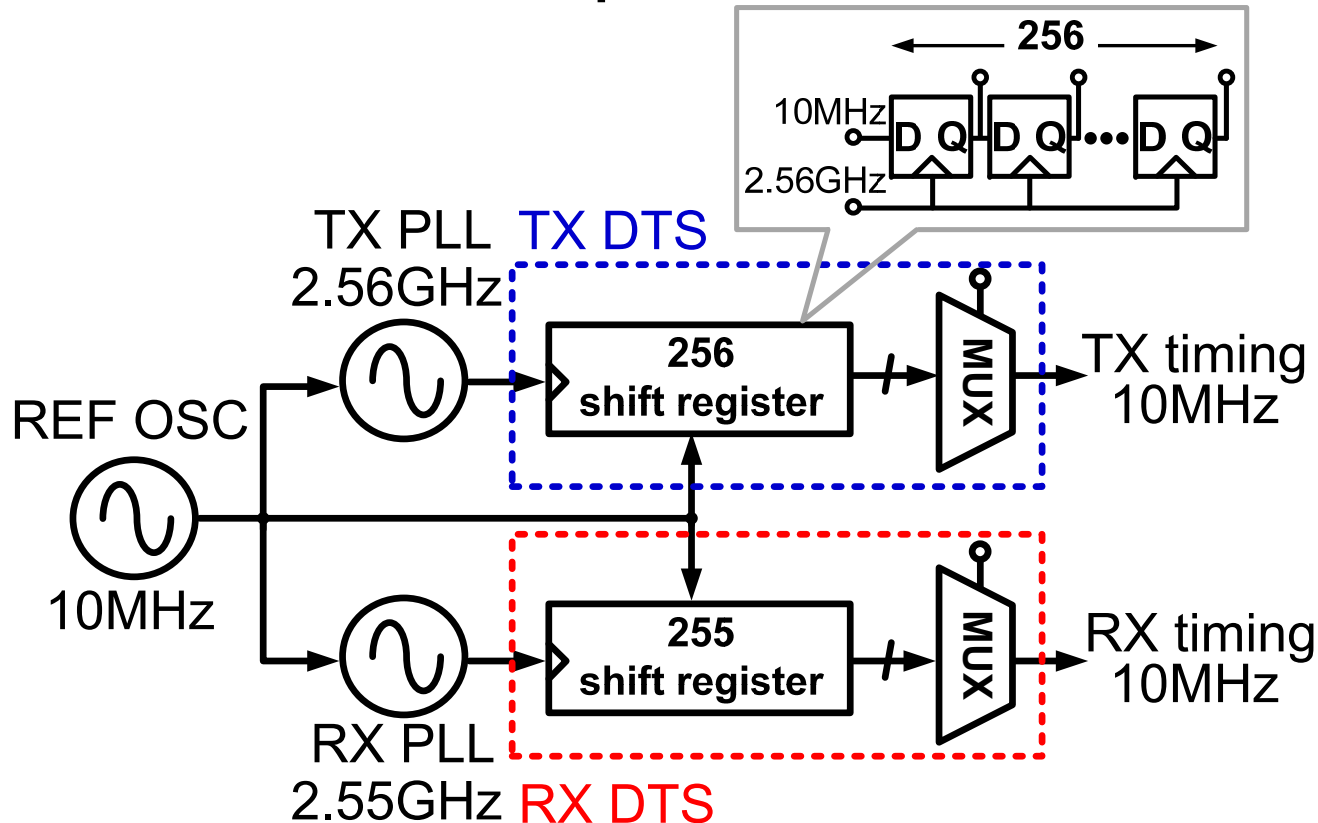 256
10MHz
D Q D Q D Q
2.56GHz
TX PLL
2.56GHz
TX DTS
256
shift register
MUX
TX timing
10MHz
REF OSC
10MHz
255
shift register
MUX
RX timing
10MHz
RX PLL
2.55GHz
RX DTS